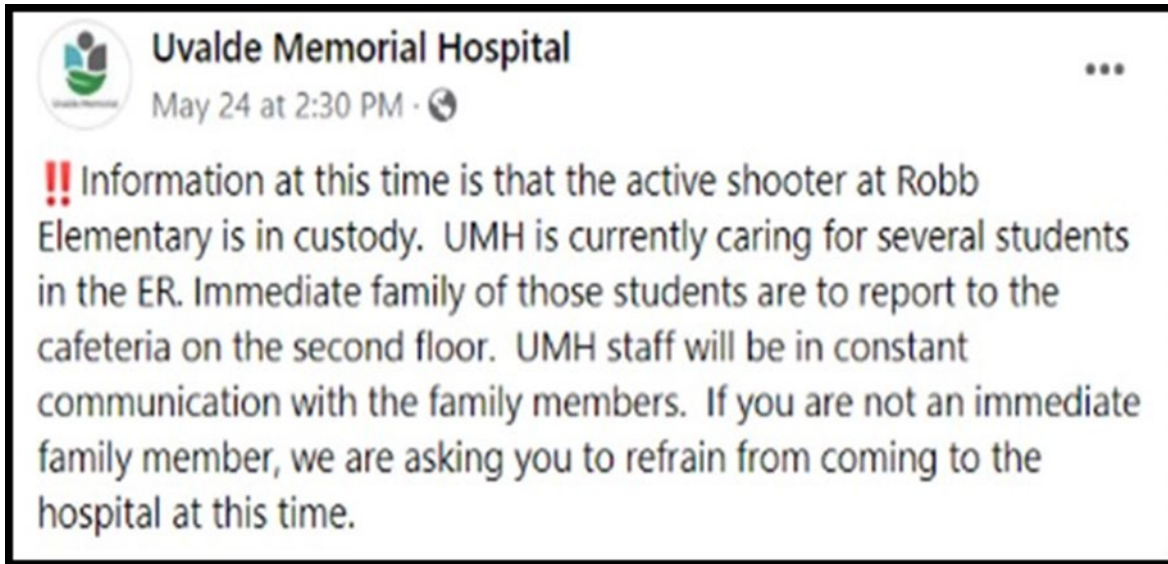 Uvalde Memorial Hospital
May 24 at 2:30 PM ·
‼️Information at this time is that the active shooter at Robb
Elementary is in custody.  UMH is currently caring for several students
in the ER. Immediate family of those students are to report to the
cafeteria on the second floor.  UMH staff will be in constant
communication with the family members.  If you are not an immediate
family member, we are asking you to refrain from coming to the
hospital at this time.